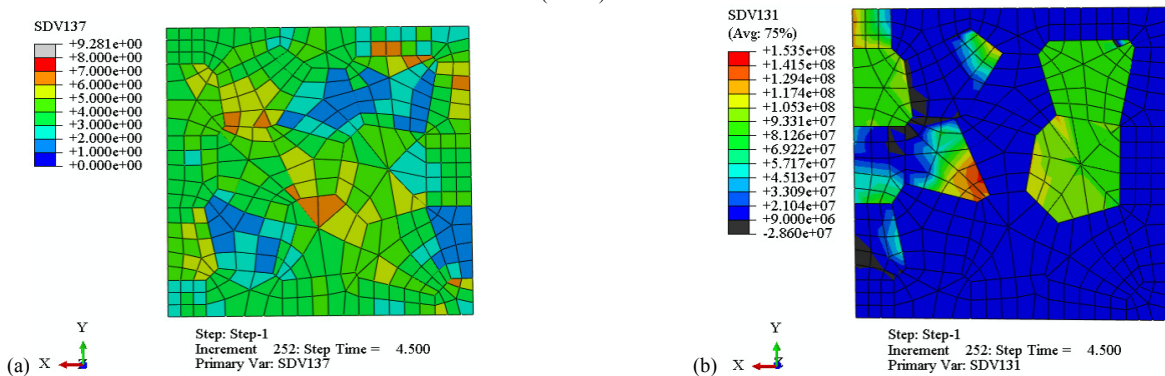 SDV137
+9.281e+00
+8.000e+00
+7.000e+00
+6.000e+00
+5.000e+00
+4.000e+00
+3.000e+00
+2.000e+00
+1.000e+00
+0.000e+00
Y
X
Z
(a)
Step: Step-1
Increment 252: Step Time = 4.500
Primary Var: SDV137
SDV131
(Avg: 75%)
+1.535e+08
+1.415e+08
+1.294e+08
+1.174e+08
+1.053e+08
+9.331e+07
+8.126e+07
+6.922e+07
+5.717e+07
+4.513e+07
+3.309e+07
+2.104e+07
+9.000e+06
-2.860e+07
Y
X
Z
(b)
Step: Step-1
Increment 252: Step Time = 4.500
Primary Var: SDV131